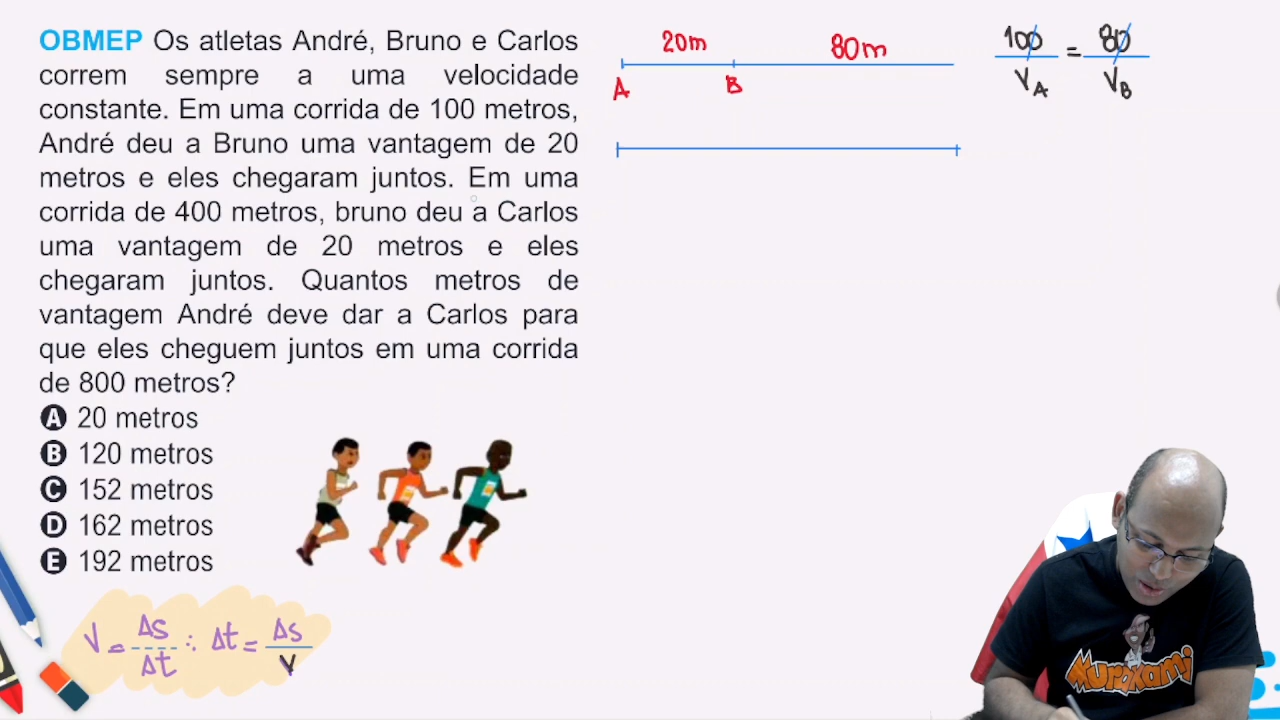 OBMEP Os atletas André, Bruno e Carlos
correm sempre a uma velocidade
constante. Em uma corrida de 100 metros,
André deu a Bruno uma vantagem de 20
metros e eles chegaram juntos. Em uma
corrida de 400 metros, bruno deu a Carlos
uma vantagem de 20 metros e eles
chegaram juntos. Quantos metros de
vantagem André deve dar a Carlos para
que eles cheguem juntos em uma corrida
de 800 metros?
A 20 metros
B 120 metros
C 152 metros
D 162 metros
E 192 metros
V = Δs/Δt ∴ Δt = Δs/V
20m 80m
A B
100/VA = 80/VB
Murakami